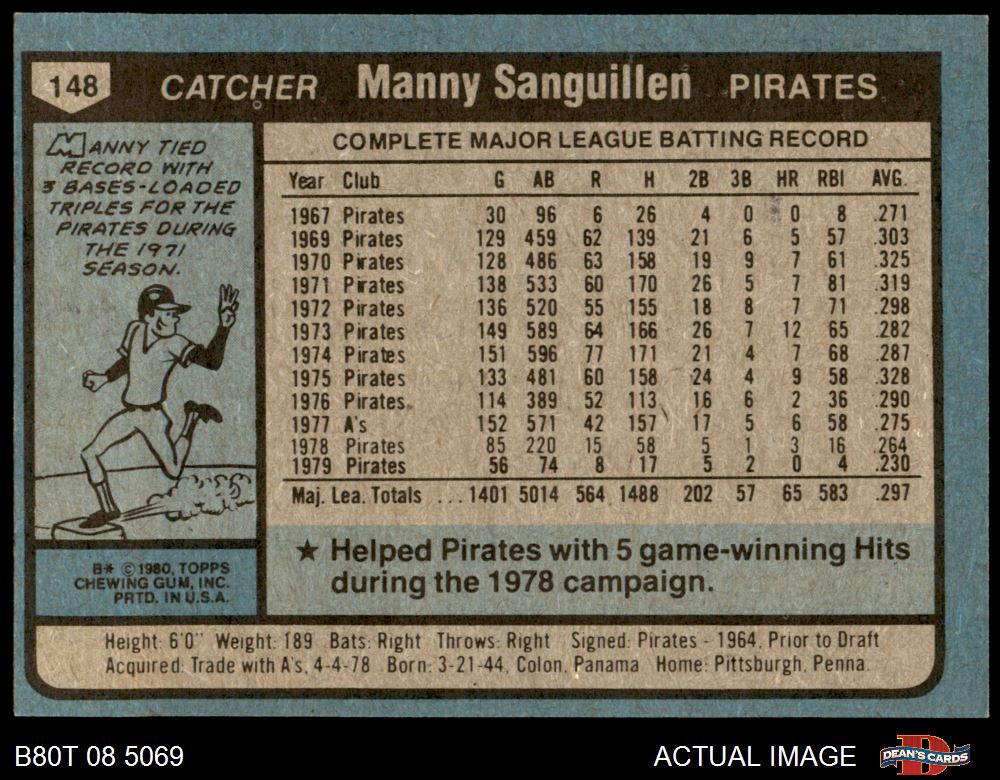 148 CATCHER Manny Sanguillen PIRATES
MANNY TIED
RECORD WITH
3 BASES-LOADED
TRIPLES FOR THE
PIRATES DURING
THE 1971
SEASON.
COMPLETE MAJOR LEAGUE BATTING RECORD
Year Club G AB R H 2B 3B HR RBI AVG.
1967 Pirates 30 96 6 26 4 0 0 8 .271
1969 Pirates 129 459 62 139 21 6 5 57 .303
1970 Pirates 128 486 63 158 19 9 7 61 .325
1971 Pirates 138 533 60 170 26 5 7 81 .319
1972 Pirates 136 520 55 155 18 8 7 71 .298
1973 Pirates 149 589 64 166 26 7 12 65 .282
1974 Pirates 151 596 77 171 21 4 7 68 .287
1975 Pirates 133 481 60 158 24 4 9 58 .328
1976 Pirates 114 389 52 113 16 6 2 36 .290
1977 A's 152 571 42 157 17 5 6 58 .275
1978 Pirates 85 220 15 58 5 1 3 16 .264
1979 Pirates 56 74 8 17 5 2 0 4 .230
Maj. Lea. Totals ... 1401 5014 564 1488 202 57 65 583 .297
★ Helped Pirates with 5 game-winning Hits
during the 1978 campaign.
B* © 1980, TOPPS
CHEWING GUM, INC.
PRTD. IN U.S.A.
Height: 6'0" Weight: 189 Bats: Right Throws: Right Signed: Pirates - 1964, Prior to Draft
Acquired: Trade with A's, 4-4-78 Born: 3-21-44, Colon, Panama Home: Pittsburgh, Penna.
B80T 08 5069
ACTUAL IMAGE
DEAN'S CARDS